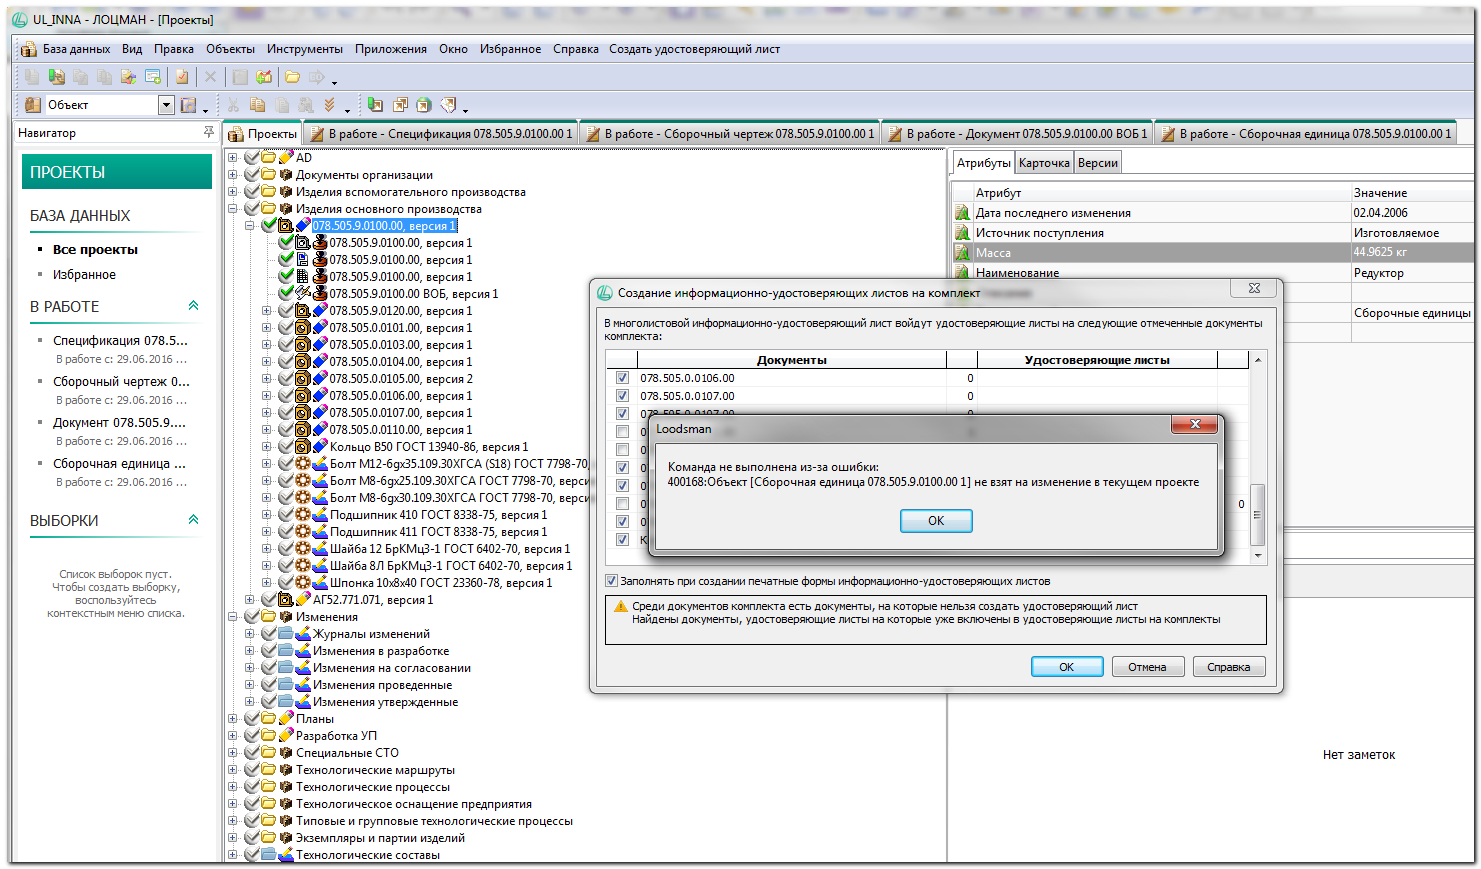 UL_INNA - ЛОЦМАН - [Проекты]
База данных Вид Правка Объекты Инструменты Приложения Окно Избранное Справка Создать удостоверяющий лист
Объект
Навигатор
ПРОЕКТЫ
БАЗА ДАННЫХ
Все проекты
Избранное
В РАБОТЕ
Спецификация 078.5...
В работе с: 29.06.2016 ...
Сборочный чертеж 0...
В работе с: 29.06.2016 ...
Документ 078.505.9....
В работе с: 29.06.2016 ...
Сборочная единица ...
В работе с: 29.06.2016 ...
ВЫБОРКИ
Список выборок пуст.
Чтобы создать выборку,
воспользуйтесь
контекстным меню списка.
Проекты
В работе - Спецификация 078.505.9.0100.00 1
В работе - Сборочный чертеж 078.505.9.0100.00 1
В работе - Документ 078.505.9.0100.00 ВОБ 1
В работе - Сборочная единица 078.505.9.0100.00 1
AD
Документы организации
Изделия вспомогательного производства
Изделия основного производства
078.505.9.0100.00, версия 1
078.505.9.0100.00, версия 1
078.505.9.0100.00, версия 1
078.505.9.0100.00, версия 1
078.505.9.0100.00 ВОБ, версия 1
078.505.9.0120.00, версия 1
078.505.0.0101.00, версия 1
078.505.0.0103.00, версия 1
078.505.0.0104.00, версия 1
078.505.0.0105.00, версия 2
078.505.0.0106.00, версия 1
078.505.0.0107.00, версия 1
078.505.0.0110.00, версия 1
Кольцо В50 ГОСТ 13940-86, версия 1
Болт М12-6gх35.109.30ХГСА (S18) ГОСТ 7798-70,
Болт М8-6gх25.109.30ХГСА ГОСТ 7798-70, верси
Болт М8-6gх30.109.30ХГСА ГОСТ 7798-70, верси
Подшипник 410 ГОСТ 8338-75, версия 1
Подшипник 411 ГОСТ 8338-75, версия 1
Шайба 12 БрКМц3-1 ГОСТ 6402-70, версия 1
Шайба 8Л БрКМц3-1 ГОСТ 6402-70, версия 1
Шпонка 10х8х40 ГОСТ 23360-78, версия 1
АГ52.771.071, версия 1
Изменения
Журналы изменений
Изменения в разработке
Изменения на согласовании
Изменения проведенные
Изменения утвержденные
Планы
Разработка УП
Специальные СТО
Технологические маршруты
Технологические процессы
Технологическое оснащение предприятия
Типовые и групповые технологические процессы
Экземпляры и партии изделий
Технологические составы
Атрибуты Карточка Версии
Атрибут Значение
Дата последнего изменения 02.04.2006
Источник поступления Изготовляемое
Масса 44.9625 кг
Наименование Редуктор
Сборочные единицы
Нет заметок
Создание информационно-удостоверяющих листов на комплект
В многолистовой информационно-удостоверяющий лист войдут удостоверяющие листы на следующие отмеченные документы
комплекта:
Документы Удостоверяющие листы
078.505.0.0106.00 0
078.505.0.0107.00 0
078.505.0.0107.00 0
0
Loodsman
Команда не выполнена из-за ошибки:
400168:Объект [Сборочная единица 078.505.9.0100.00 1] не взят на изменение в текущем проекте
OK
Заполнять при создании печатные формы информационно-удостоверяющих листов
Среди документов комплекта есть документы, на которые нельзя создать удостоверяющий лист
Найдены документы, удостоверяющие листы на которые уже включены в удостоверяющие листы на комплекты
OK Отмена Справка